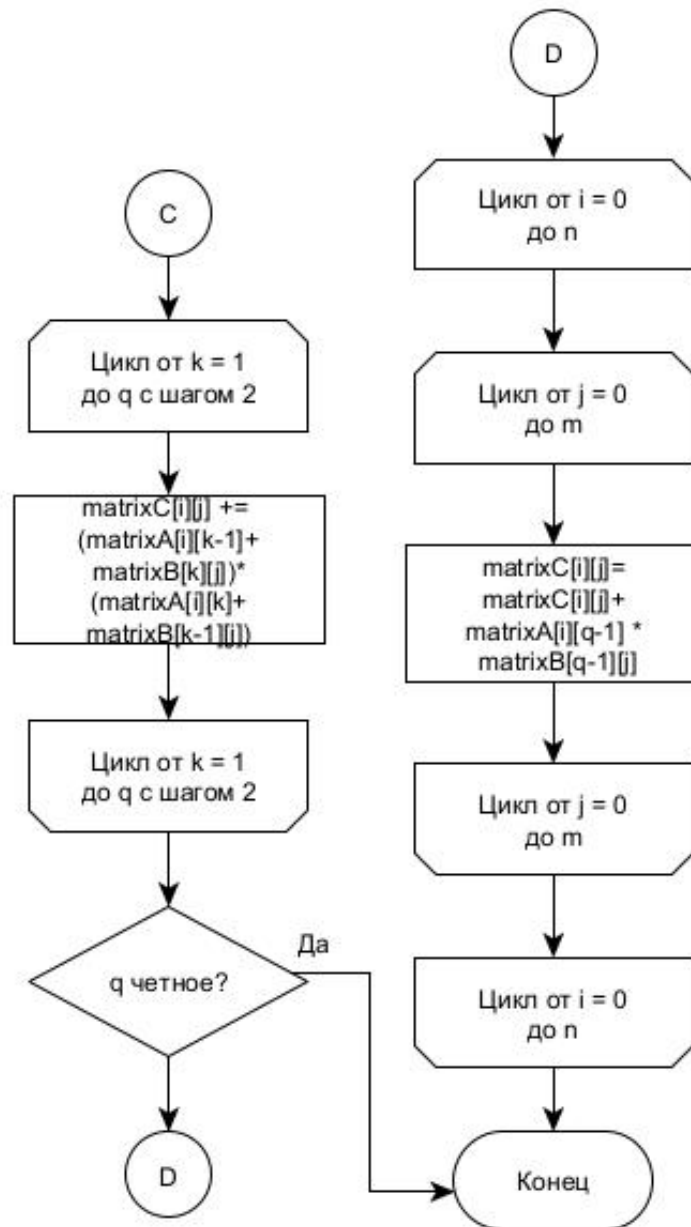 C
Цикл от k = 1
до q с шагом 2
matrixC[i][j] +=
(matrixA[i][k-1]+
matrixB[k][j])*
(matrixA[i][k]+
matrixB[k-1][j])
Цикл от k = 1
до q с шагом 2
q четное?
Да
D
D
Цикл от i = 0
до n
Цикл от j = 0
до m
matrixC[i][j]=
matrixC[i][j]+
matrixA[i][q-1] *
matrixB[q-1][j]
Цикл от j = 0
до m
Цикл от i = 0
до n
Конец